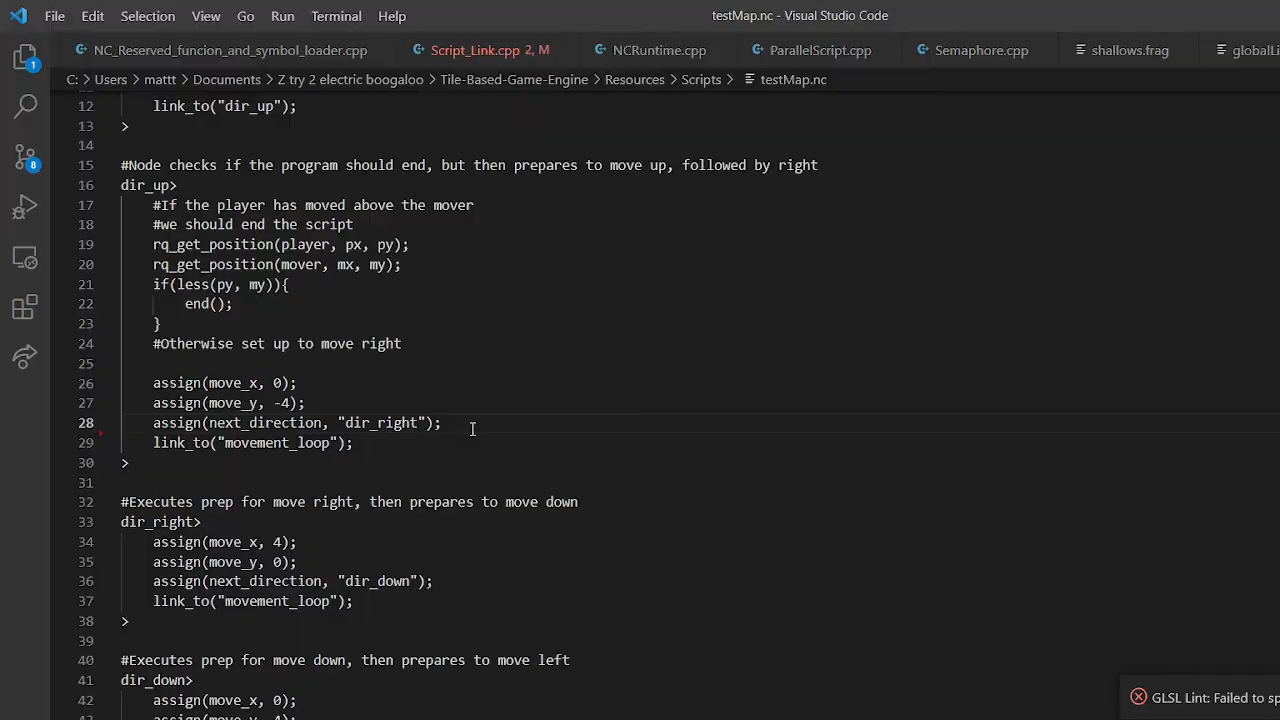 File Edit Selection View Go Run Terminal Help testMap.nc - Visual Studio Code
NC_Reserved_funcion_and_symbol_loader.cpp Script_Link.cpp 2, M NCRuntime.cpp ParallelScript.cpp Semaphore.cpp shallows.frag
C: > Users > mattt > Documents > Z try 2 electric boogaloo > Tile-Based-Game-Engine > Resources > Scripts > testMap.nc
1
8
12 link_to("dir_up");
13 >
14
15 #Node checks if the program should end, but then prepares to move up, followed by right
16 dir_up>
17 #If the player has moved above the mover
18 #we should end the script
19 rq_get_position(player, px, py);
20 rq_get_position(mover, mx, my);
21 if(less(py, my)){
22 end();
23 }
24 #Otherwise set up to move right
25
26 assign(move_x, 0);
27 assign(move_y, -4);
28 assign(next_direction, "dir_right");
29 link_to("movement_loop");
30 >
31
32 #Executes prep for move right, then prepares to move down
33 dir_right>
34 assign(move_x, 4);
35 assign(move_y, 0);
36 assign(next_direction, "dir_down");
37 link_to("movement_loop");
38 >
39
40 #Executes prep for move down, then prepares to move left
41 dir_down>
42 assign(move_x, 0);
GLSL Lint: Failed to